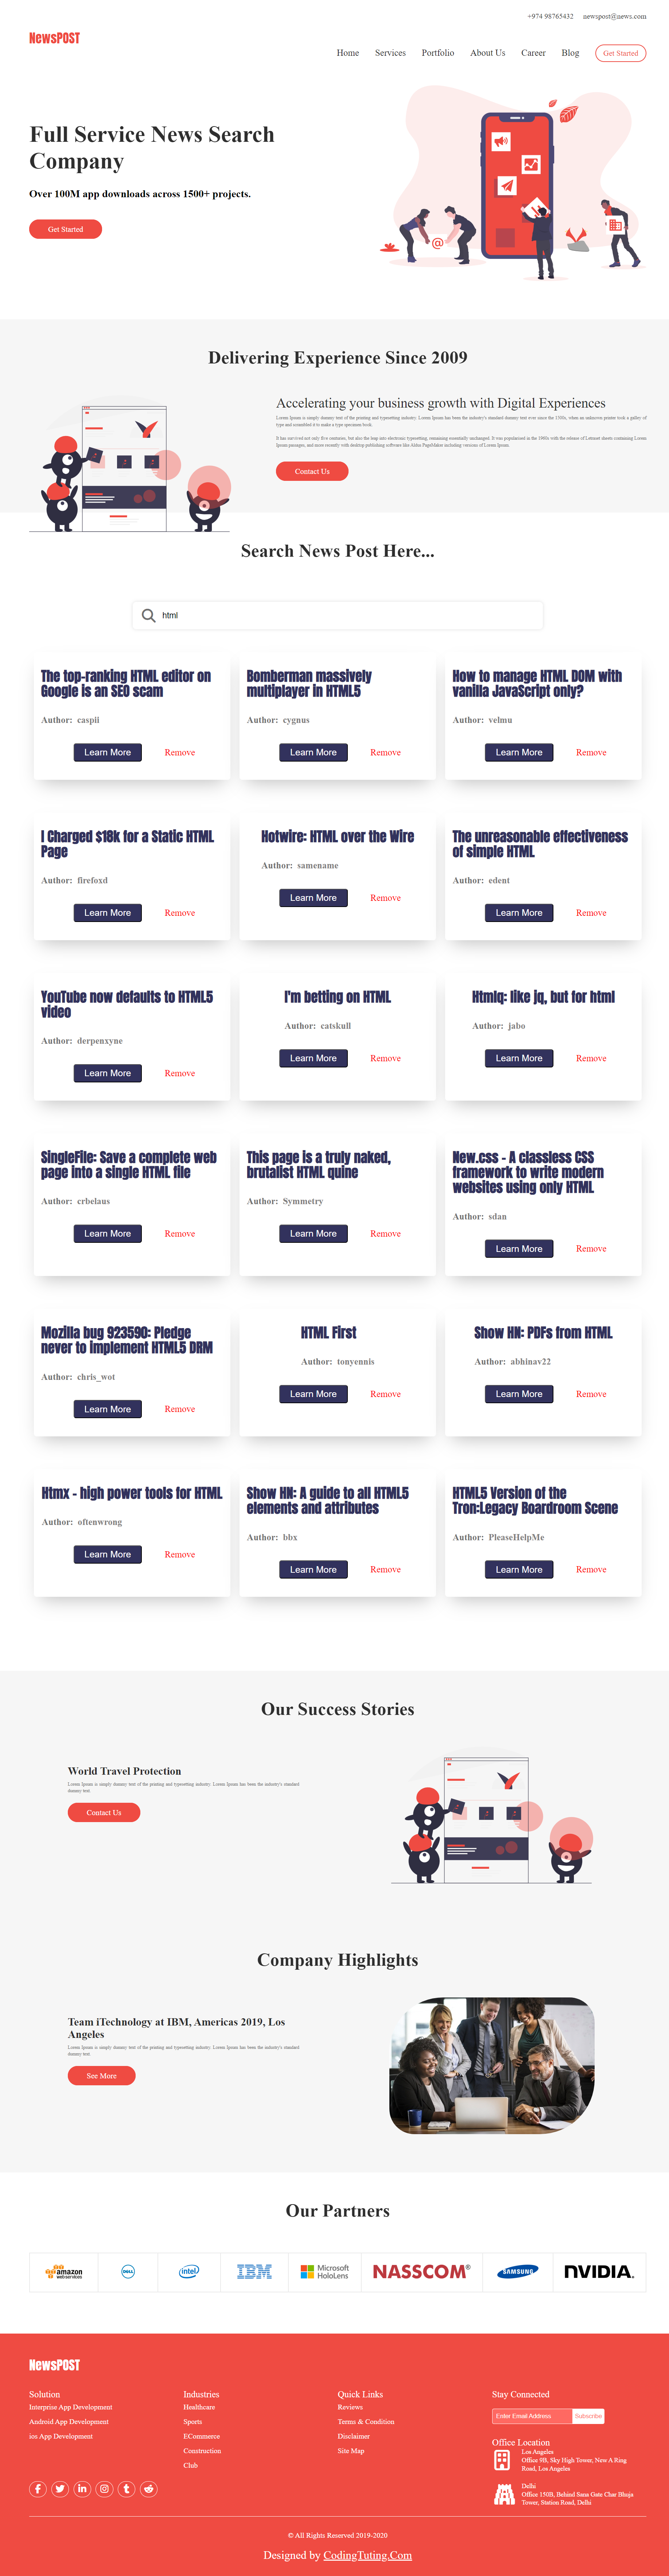 +974 98765432 newspost@news.com
NewsPOST
Home Services Portfolio About Us Career Blog Get Started
Full Service News Search
Company
Over 100M app downloads across 1500+ projects.
Get Started
Delivering Experience Since 2009
Accelerating your business growth with Digital Experiences
Lorem Ipsum is simply dummy text of the printing and typesetting industry. Lorem Ipsum has been the industry's standard dummy text ever since the 1500s, when an unknown printer took a galley of
type and scrambled it to make a type specimen book.
It has survived not only five centuries, but also the leap into electronic typesetting, remaining essentially unchanged. It was popularised in the 1960s with the release of Letraset sheets containing Lorem
Ipsum passages, and more recently with desktop publishing software like Aldus PageMaker including versions of Lorem Ipsum.
Contact Us
Search News Post Here...
html
The top-ranking HTML editor on
Google is an SEO scam
Author: caspii
Learn More Remove
Bomberman massively
multiplayer in HTML5
Author: cygnus
Learn More Remove
How to manage HTML DOM with
vanilla JavaScript only?
Author: velmu
Learn More Remove
I Charged $18k for a Static HTML
Page
Author: firefoxd
Learn More Remove
Hotwire: HTML over the Wire
Author: samename
Learn More Remove
The unreasonable effectiveness
of simple HTML
Author: edent
Learn More Remove
YouTube now defaults to HTML5
video
Author: derpenxyne
Learn More Remove
I'm betting on HTML
Author: catskull
Learn More Remove
Htmlq: like jq, but for html
Author: jabo
Learn More Remove
SingleFile: Save a complete web
page into a single HTML file
Author: crbelaus
Learn More Remove
This page is a truly naked,
brutalist HTML quine
Author: Symmetry
Learn More Remove
New.css – A classless CSS
framework to write modern
websites using only HTML
Author: sdan
Learn More Remove
Mozilla bug 923590: Pledge
never to implement HTML5 DRM
Author: chris_wot
Learn More Remove
HTML First
Author: tonyennis
Learn More Remove
Show HN: PDFs from HTML
Author: abhinav22
Learn More Remove
Htmx - high power tools for HTML
Author: oftenwrong
Learn More Remove
Show HN: A guide to all HTML5
elements and attributes
Author: bbx
Learn More Remove
HTML5 Version of the
Tron:Legacy Boardroom Scene
Author: PleaseHelpMe
Learn More Remove
Our Success Stories
World Travel Protection
Lorem Ipsum is simply dummy text of the printing and typesetting industry. Lorem Ipsum has been the industry's standard
dummy text
Contact Us
Company Highlights
Team iTechnology at IBM, Americas 2019, Los
Angeles
Lorem Ipsum is simply dummy text of the printing and typesetting industry. Lorem Ipsum has been the industry's standard
dummy text
See More
Our Partners
amazon
webservices
DELL
intel
IBM
Microsoft
HoloLens
NASSCOM®
SAMSUNG
NVIDIA.
NewsPOST
Solution
Interprise App Development
Android App Development
ios App Development
Industries
Healthcare
Sports
ECommerce
Construction
Club
Quick Links
Reviews
Terms & Condition
Disclaimer
Site Map
Stay Connected
Enter Email Address Subscribe
Office Location
Los Angeles
Office 5B, Sky High Tower, New A Ring
Road, Los Angeles
Delhi
Office 150B, Behind Sana Gate Char Bhuja
Tower, Station Road, Delhi
© All Rights Reserved 2019-2020
Designed by CodingTuting.Com